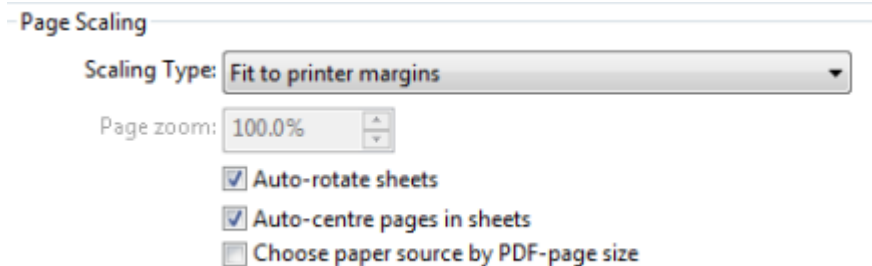 Page Scaling
Scaling Type: Fit to printer margins
Page zoom: 100.0%
Auto-rotate sheets
Auto-centre pages in sheets
Choose paper source by PDF-page size